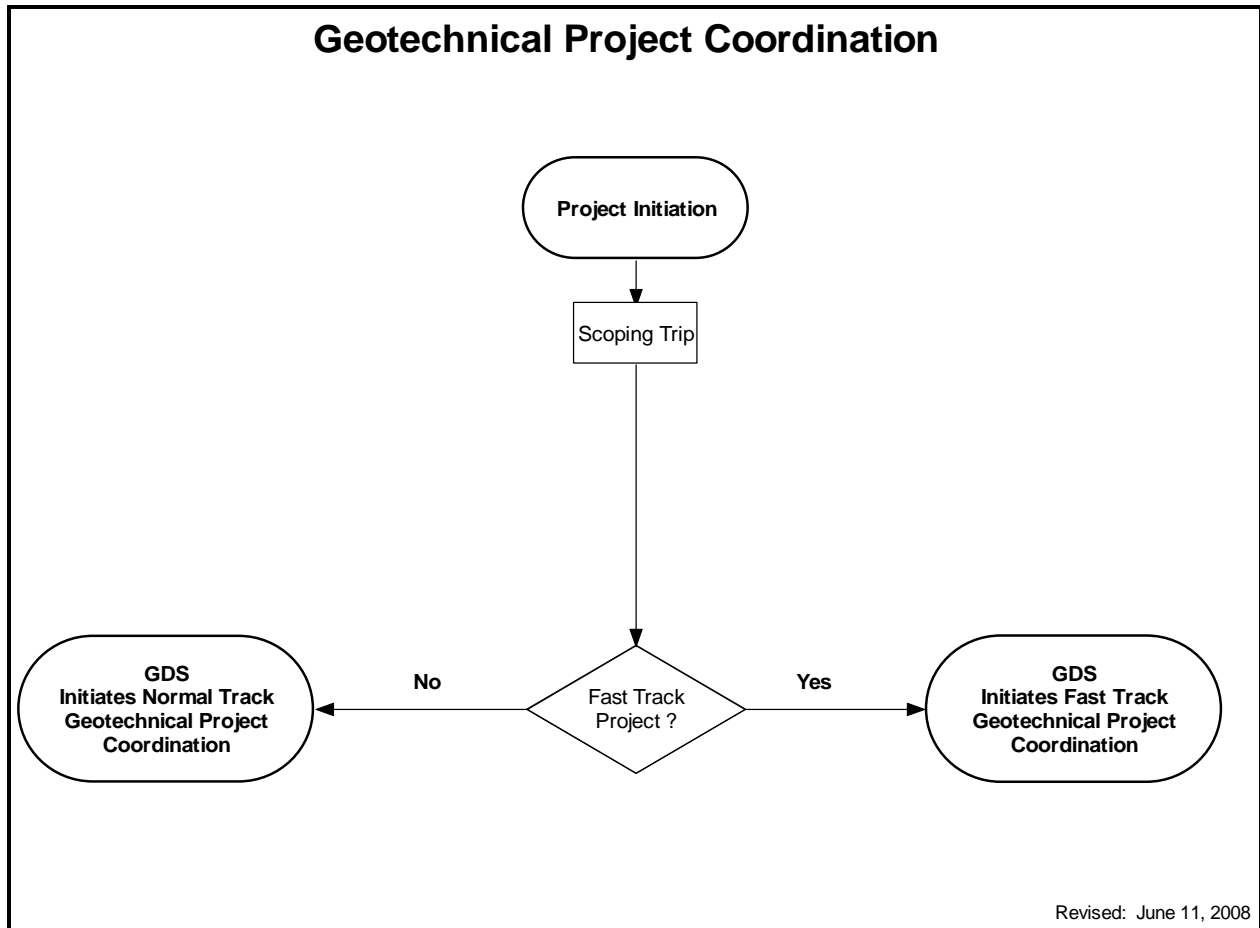 Geotechnical Project Coordination
Project Initiation
Scoping Trip
Fast Track
Project ?
No
Yes
GDS
Initiates Normal Track
Geotechnical Project
Coordination
GDS
Initiates Fast Track
Geotechnical Project
Coordination
Revised: June 11, 2008